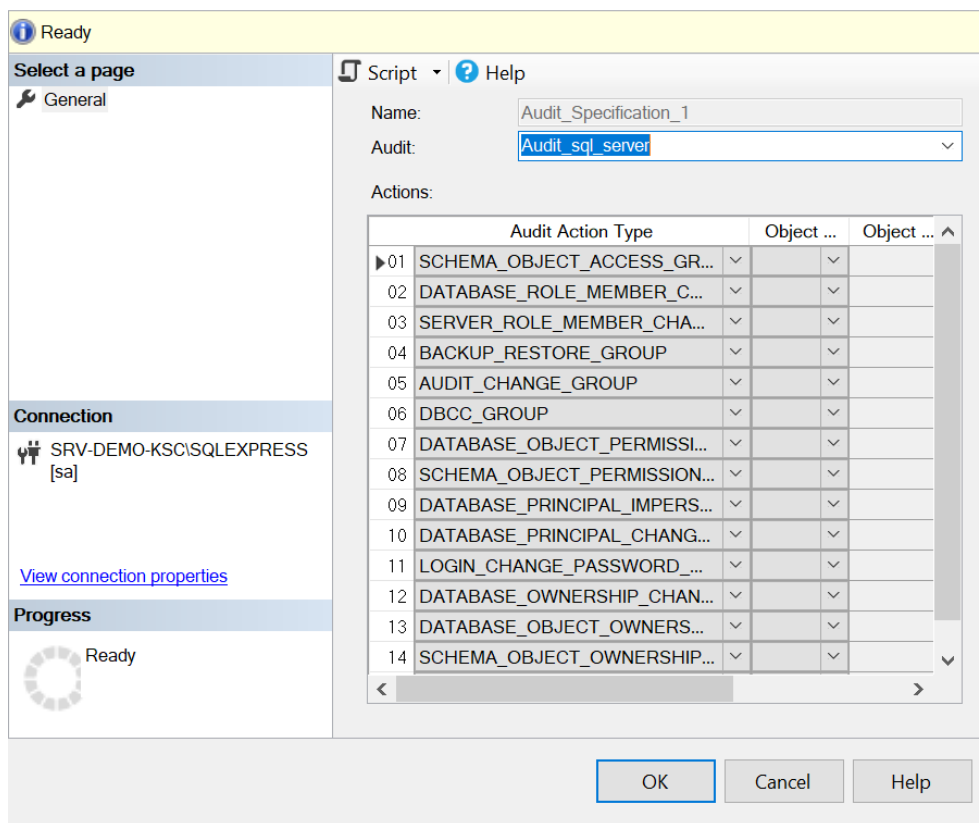 Ready
Select a page
General
Connection
SRV-DEMO-KSC\SQLEXPRESS
[sa]
View connection properties
Progress
Ready
Script
Help
Name:
Audit_Specification_1
Audit:
Audit_sql_server
Actions:
Audit Action Type Object ... Object ...
01 SCHEMA_OBJECT_ACCESS_GR...
02 DATABASE_ROLE_MEMBER_C...
03 SERVER_ROLE_MEMBER_CHA...
04 BACKUP_RESTORE_GROUP
05 AUDIT_CHANGE_GROUP
06 DBCC_GROUP
07 DATABASE_OBJECT_PERMISSI...
08 SCHEMA_OBJECT_PERMISSION...
09 DATABASE_PRINCIPAL_IMPERS...
10 DATABASE_PRINCIPAL_CHANG...
11 LOGIN_CHANGE_PASSWORD_...
12 DATABASE_OWNERSHIP_CHAN...
13 DATABASE_OBJECT_OWNERS...
14 SCHEMA_OBJECT_OWNERSHIP...
OK Cancel Help